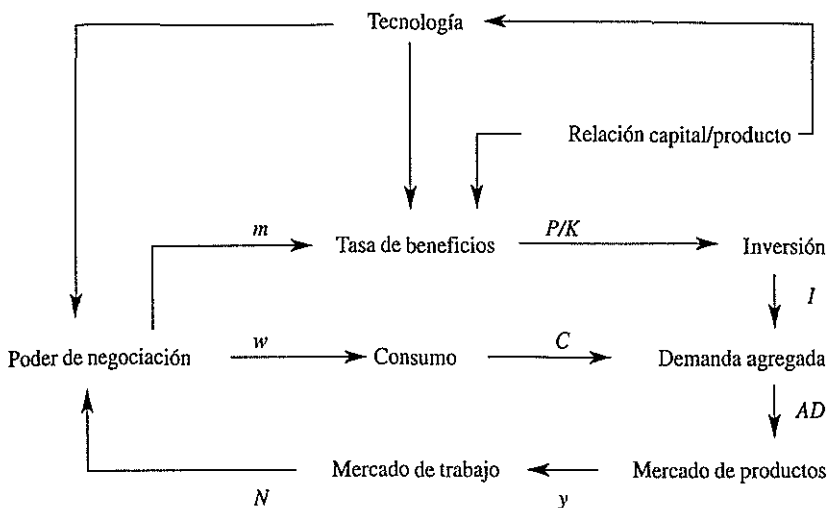 Tecnología
Relación capital/producto
m
Tasa de beneficios
P/K
Inversión
I
Poder de negociación
w
Consumo
C
Demanda agregada
AD
Mercado de trabajo
Mercado de productos
N
y